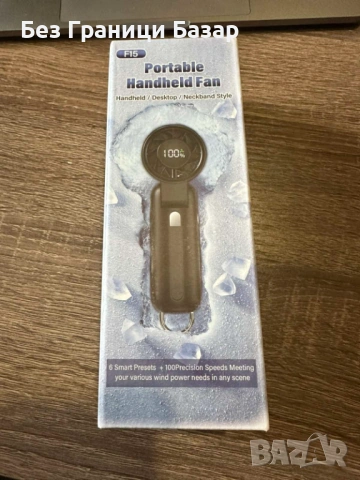 Без Граници Базар
F15
Portable
Handheld Fan
Handheld / Desktop / Neckband Style
100%
6 Smart Presets + 100Precision Speeds Meeting
your various wind power needs in any scene
BAZAR